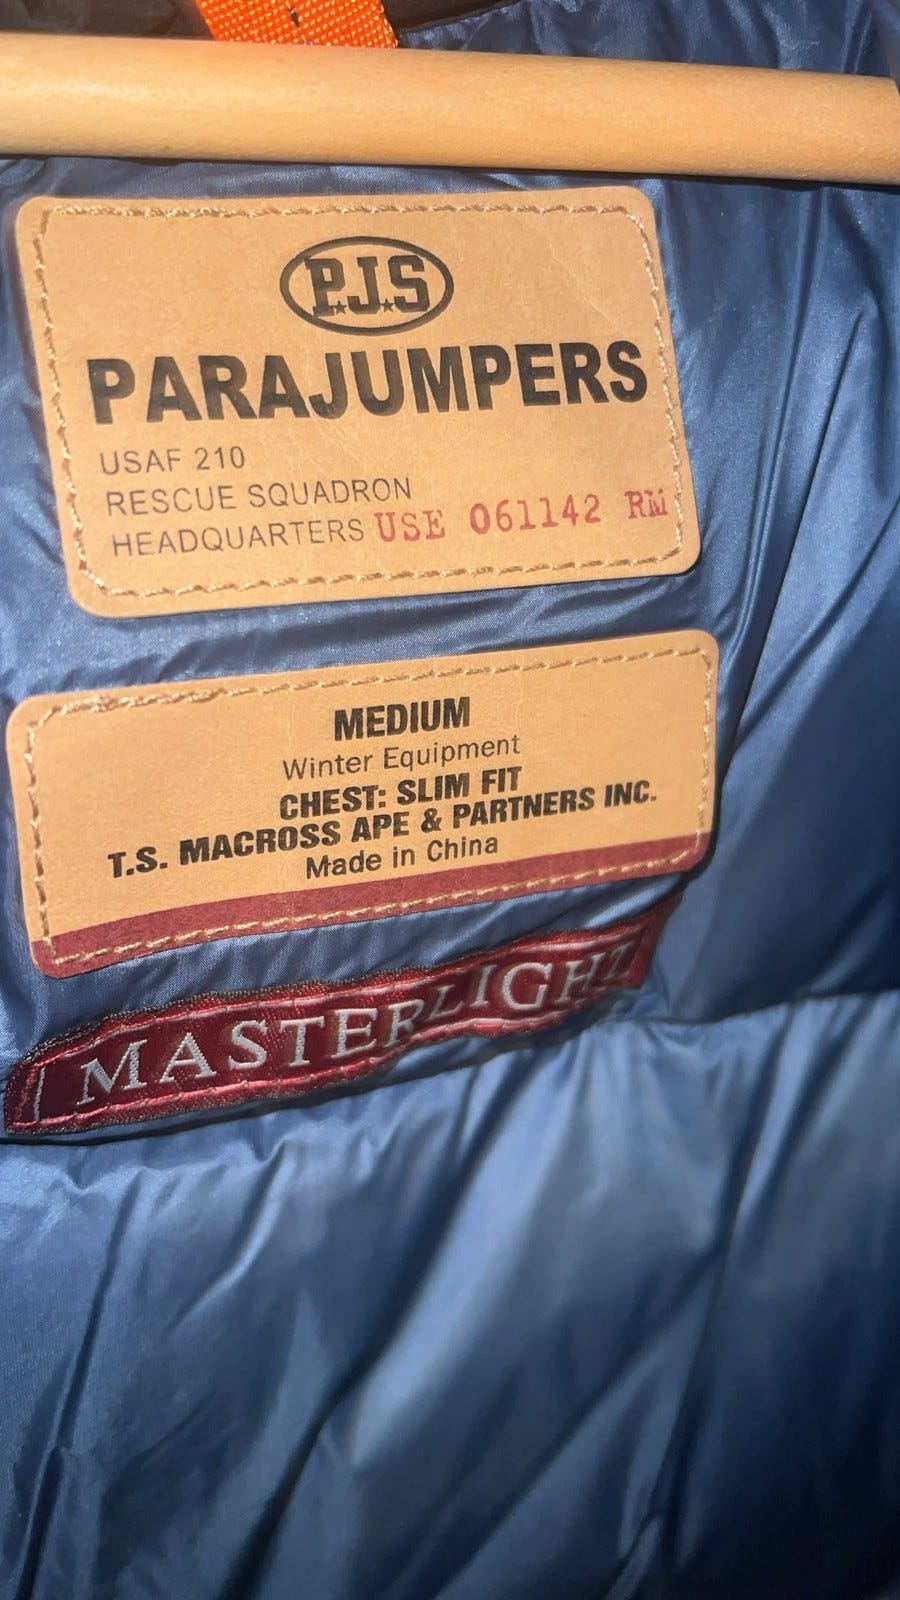 P.J.S
PARAJUMPERS
USAF 210
RESCUE SQUADRON
HEADQUARTERS USE 061142 RM
MEDIUM
Winter Equipment
CHEST: SLIM FIT
T.S. MACROSS APE & PARTNERS INC.
Made in China
MASTERLIGHT